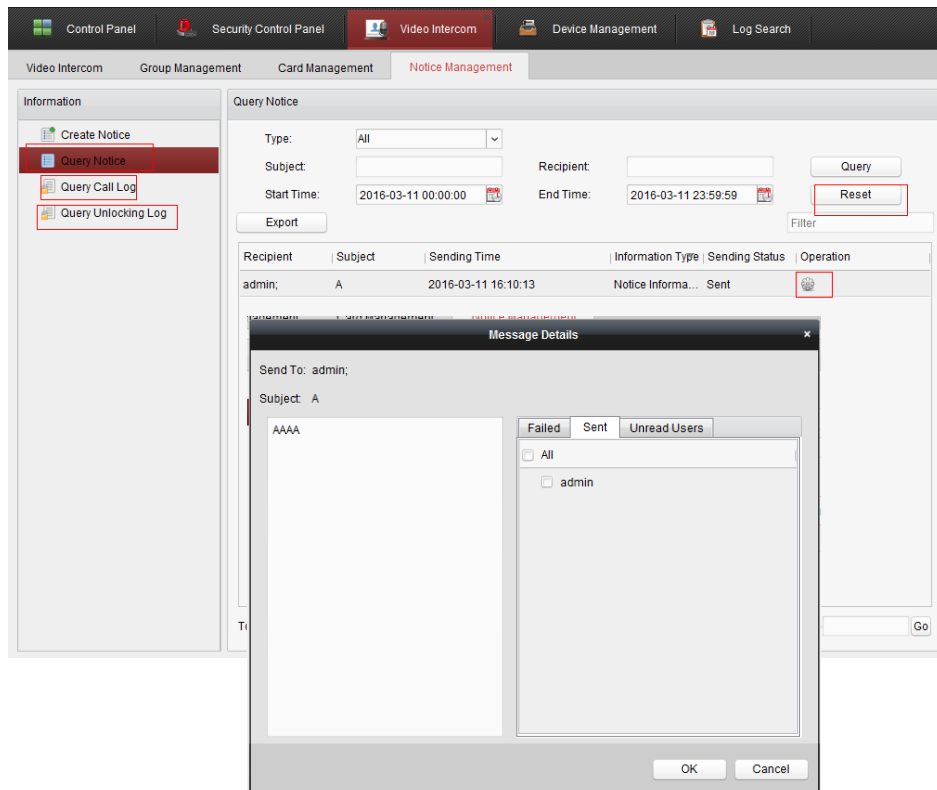 Control Panel Security Control Panel Video Intercom Device Management Log Search
Video Intercom Group Management Card Management Notice Management
Information
Create Notice
Query Notice
Query Call Log
Query Unlocking Log
Query Notice
Type: All
Subject: Recipient: Query
Start Time: 2016-03-11 00:00:00 End Time: 2016-03-11 23:59:59 Reset
Export Filter
Recipient Subject Sending Time Information Type Sending Status Operation
admin; A 2016-03-11 16:10:13 Notice Informa... Sent
Card Management Notice Management
Message Details
Send To: admin;
Subject: A
AAAA
Failed Sent Unread Users
All
admin
Go
OK Cancel